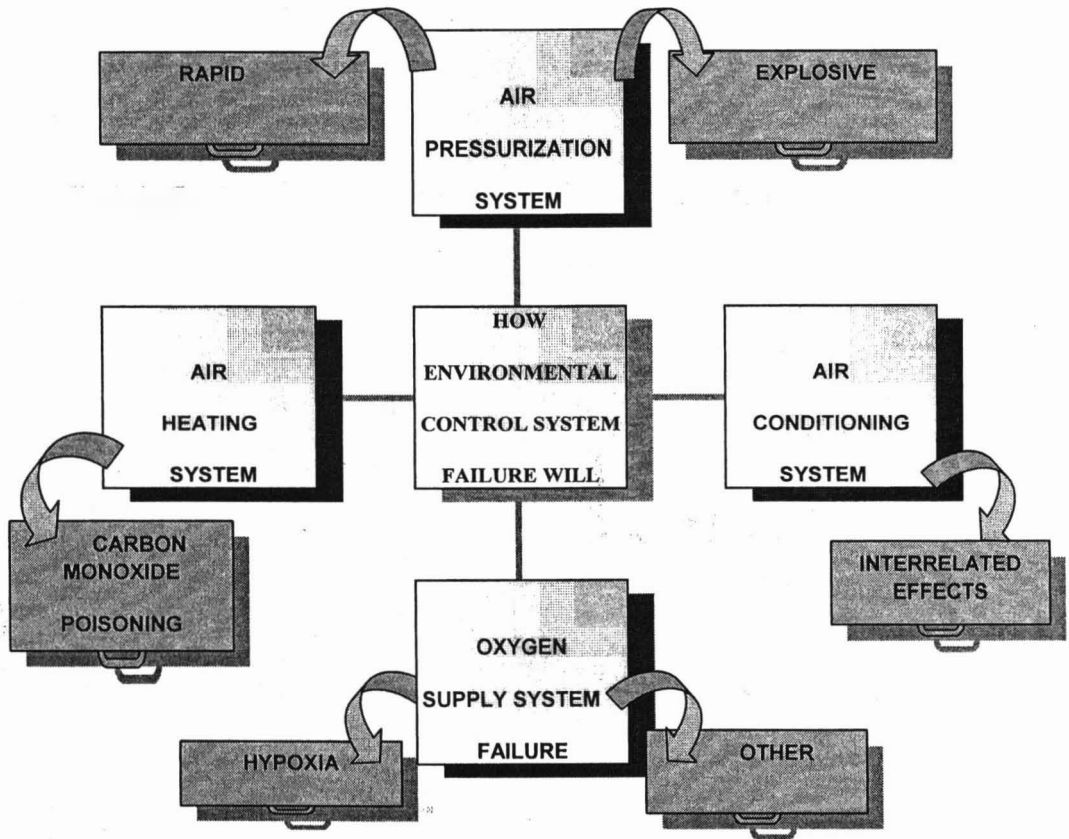 RAPID
AIR
PRESSURIZATION
SYSTEM
EXPLOSIVE
AIR
HEATING
SYSTEM
HOW
ENVIRONMENTAL
CONTROL SYSTEM
FAILURE WILL
AIR
CONDITIONING
SYSTEM
CARBON
MONOXIDE
POISONING
INTERRELATED
EFFECTS
OXYGEN
SUPPLY SYSTEM
FAILURE
HYPOXIA
OTHER